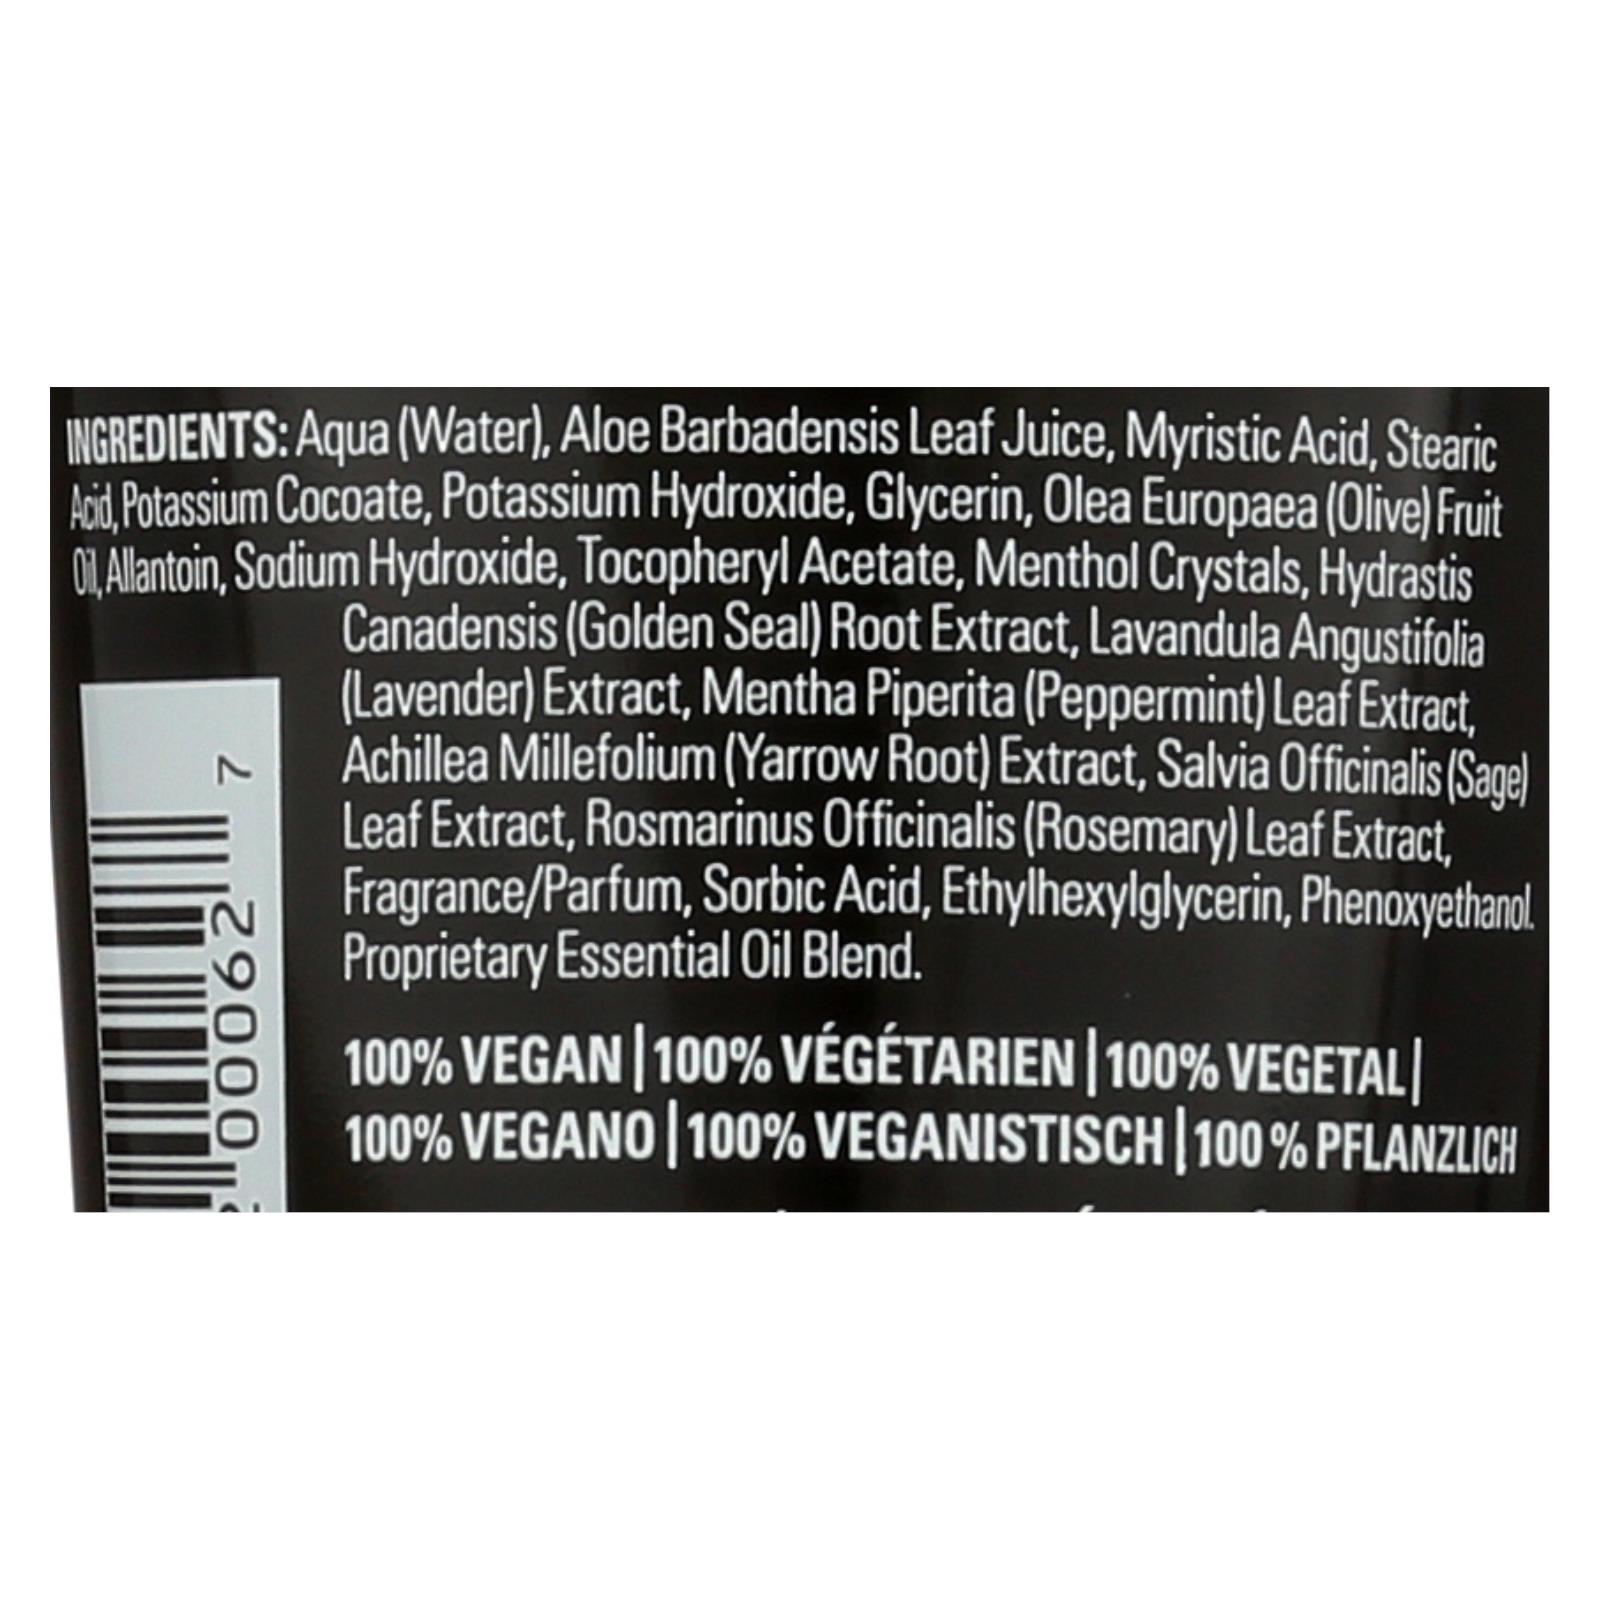 INGREDIENTS: Aqua (Water), Aloe Barbadensis Leaf Juice, Myristic Acid, Stearic
Acid, Potassium Cocoate, Potassium Hydroxide, Glycerin, Olea Europaea (Olive) Fruit
Oil, Allantoin, Sodium Hydroxide, Tocopheryl Acetate, Menthol Crystals, Hydrastis
Canadensis (Golden Seal) Root Extract, Lavandula Angustifolia
(Lavender) Extract, Mentha Piperita (Peppermint) Leaf Extract,
Achillea Millefolium (Yarrow Root) Extract, Salvia Officinalis (Sage)
Leaf Extract, Rosmarinus Officinalis (Rosemary) Leaf Extract,
Fragrance/Parfum, Sorbic Acid, Ethylhexylglycerin, Phenoxyethanol.
Proprietary Essential Oil Blend.
100% VEGAN | 100% VÉGÉTARIEN | 100% VEGETAL |
100% VEGANO | 100% VEGANISTISCH | 100 % PFLANZLICH
00062 7